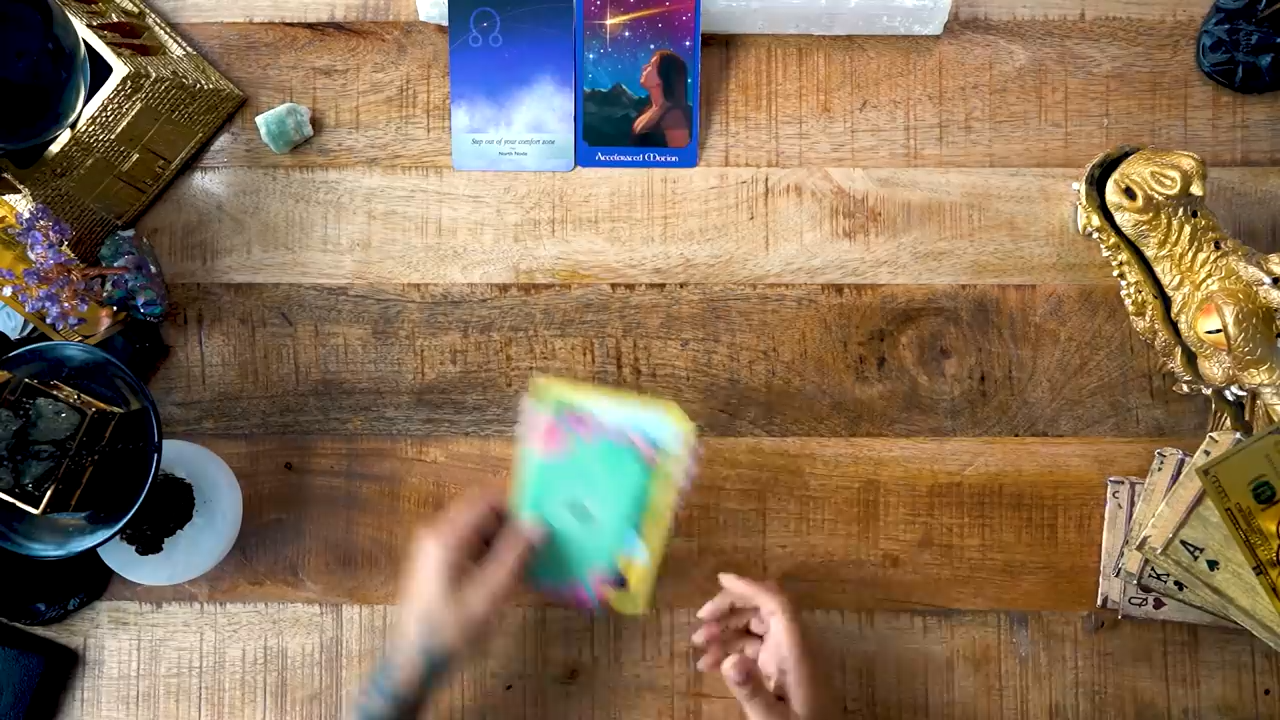 Step out of your comfort zone
North Node
Accelerated Motion
A
K
Q